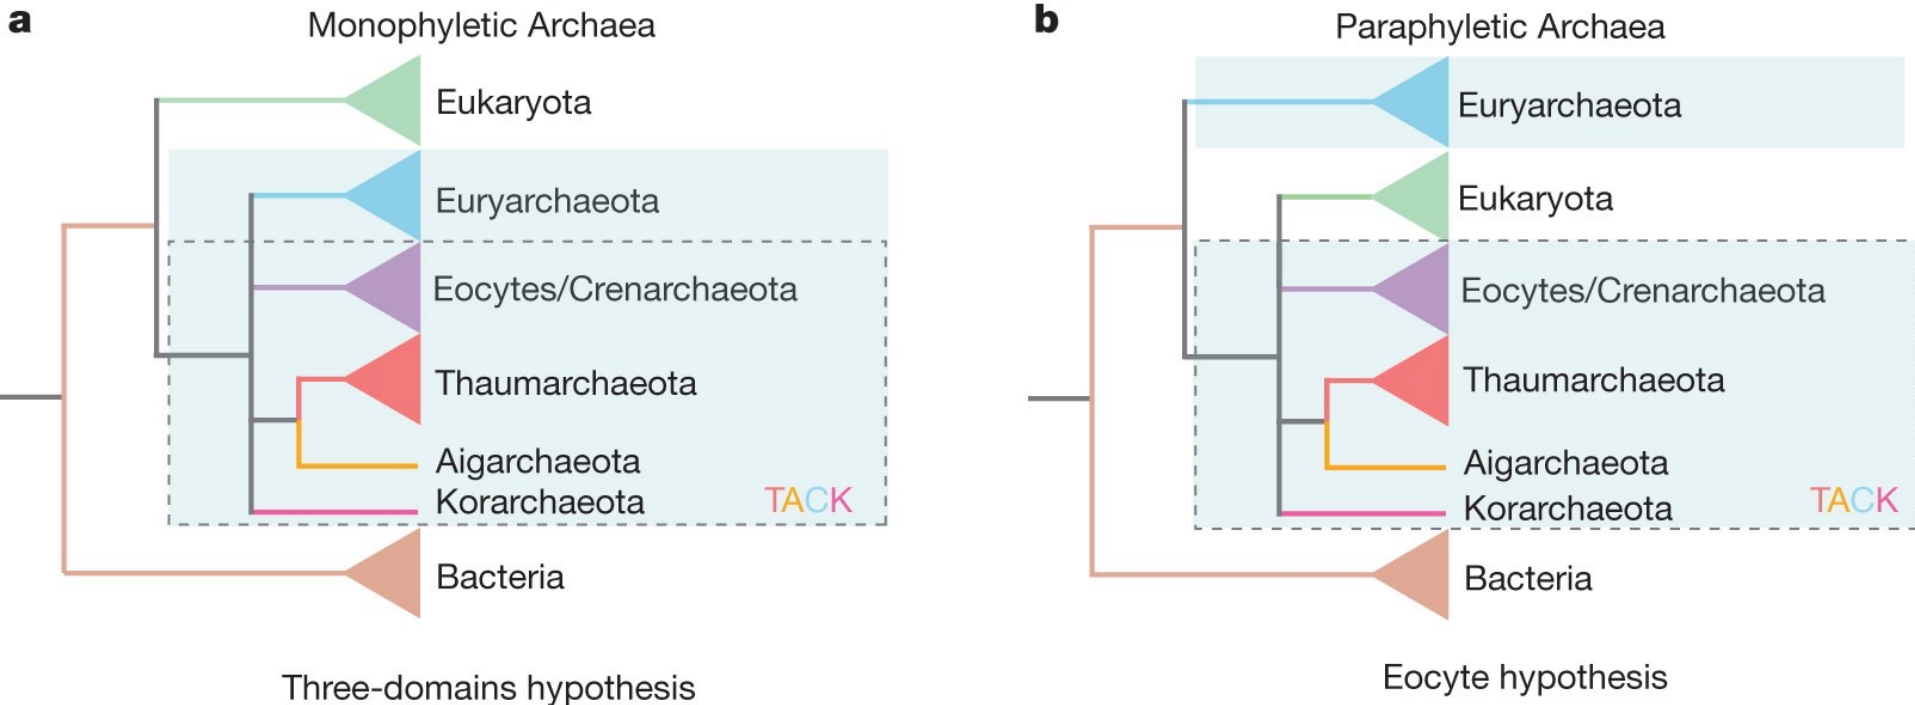 a
Monophyletic Archaea
Eukaryota
Euryarchaeota
Eocytes/Crenarchaeota
Thaumarchaeota
Aigarchaeota
Korarchaeota
TACK
Bacteria
Three-domains hypothesis
b
Paraphyletic Archaea
Euryarchaeota
Eukaryota
Eocytes/Crenarchaeota
Thaumarchaeota
Aigarchaeota
Korarchaeota
TACK
Bacteria
Eocyte hypothesis